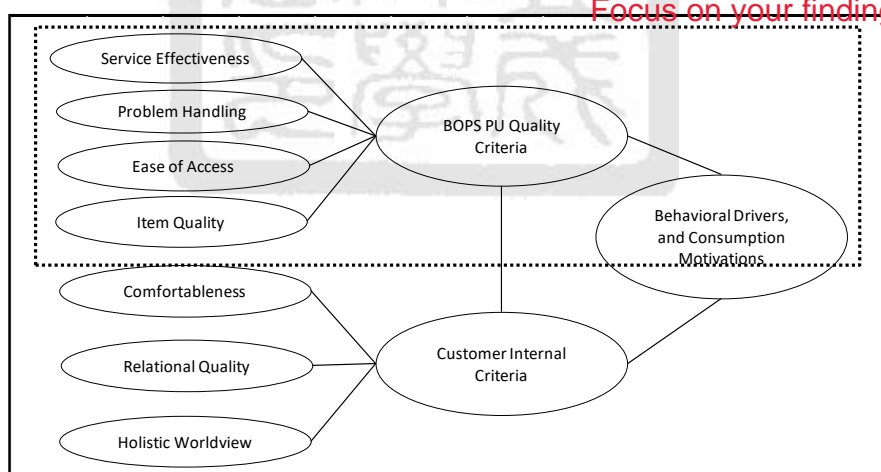 Focus on your finding
Service Effectiveness
Problem Handling
Ease of Access
Item Quality
Comfortableness
Relational Quality
Holistic Worldview
BOPS PU Quality
Criteria
Customer Internal
Criteria
Behavioral Drivers,
and Consumption
Motivations